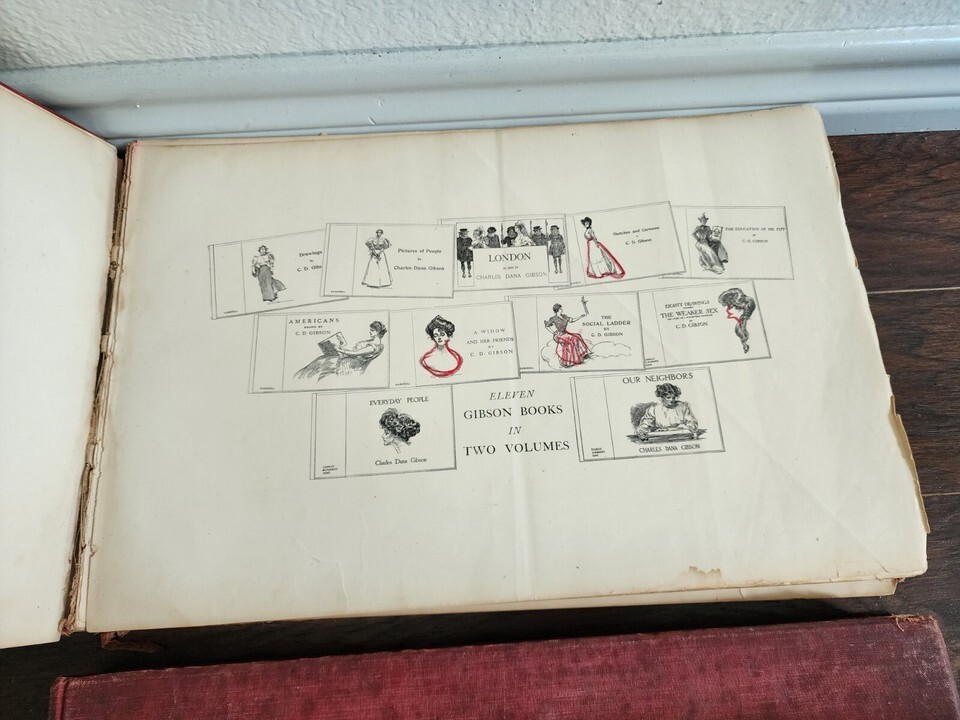 Drawings
by
C. D. Gib
Pictures of People
by
Charles Dana Gibson
LONDON
AS SEEN BY
CHARLES DANA GIBSON
Sketches and Cartoons
by
C. D. Gibson
THE EDUCATION OF MR. PIPP
BY
C. D. GIBSON
AMERICANS
DRAWN BY
C. D. GIBSON
A WIDOW
AND HER FRIENDS
BY
C. D. GIBSON
THE
SOCIAL LADDER
BY
C. D. GIBSON
EIGHTY DRAWINGS
THE WEAKER SEX
C. D. GIBSON
EVERYDAY PEOPLE
Charles Dana Gibson
ELEVEN
GIBSON BOOKS
IN
TWO VOLUMES
OUR NEIGHBORS
CHARLES DANA GIBSON